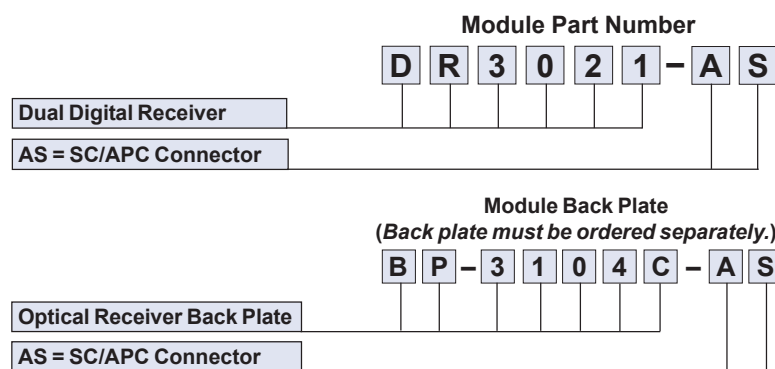 Module Part Number
D R 3 0 2 1 – A S
Dual Digital Receiver
AS = SC/APC Connector
Module Back Plate
(Back plate must be ordered separately.)
B P – 3 1 0 4 C – A S
Optical Receiver Back Plate
AS = SC/APC Connector